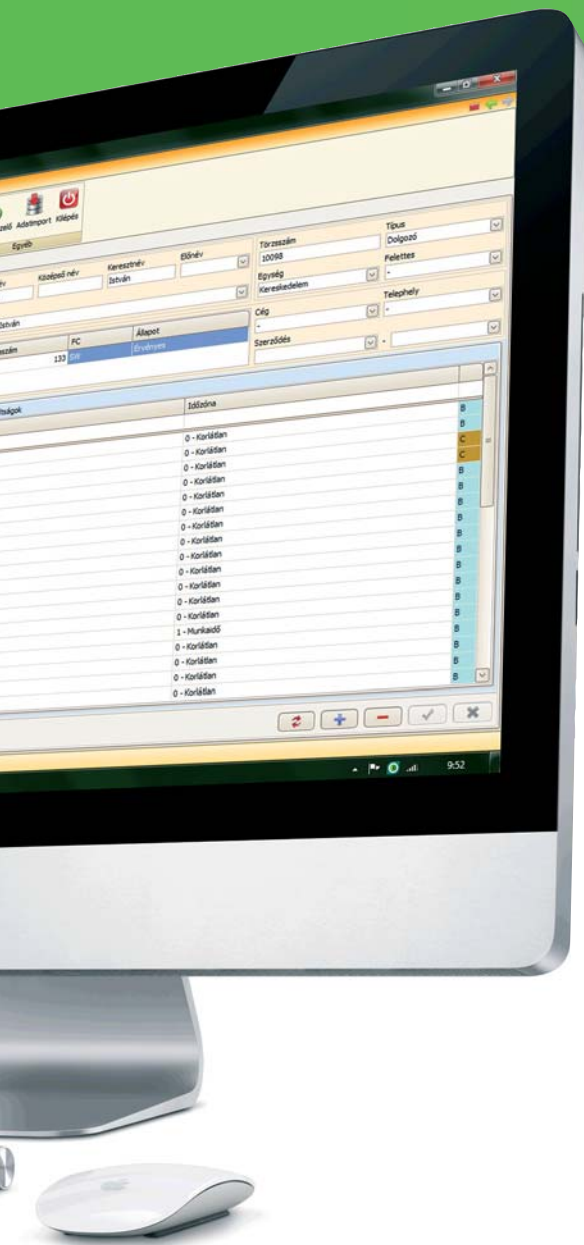 Adatimport Kilépés
Egyéb
Középső név
Keresztnév
István
Előnév
István
FC
Állapot
133 SW Érvényes
Törzsszám
10098
Típus
Dolgozó
Egység
Kereskedelem
Felettes
-
Cég
-
Telephely
-
Szerződés
-
Időzóna
B
B
0 - Korlátlan C
0 - Korlátlan C
0 - Korlátlan B
0 - Korlátlan B
0 - Korlátlan B
0 - Korlátlan B
0 - Korlátlan B
0 - Korlátlan B
0 - Korlátlan B
0 - Korlátlan B
0 - Korlátlan B
0 - Korlátlan B
0 - Korlátlan B
1 - Munkaidő B
0 - Korlátlan B
0 - Korlátlan B
0 - Korlátlan B
0 - Korlátlan
9:52